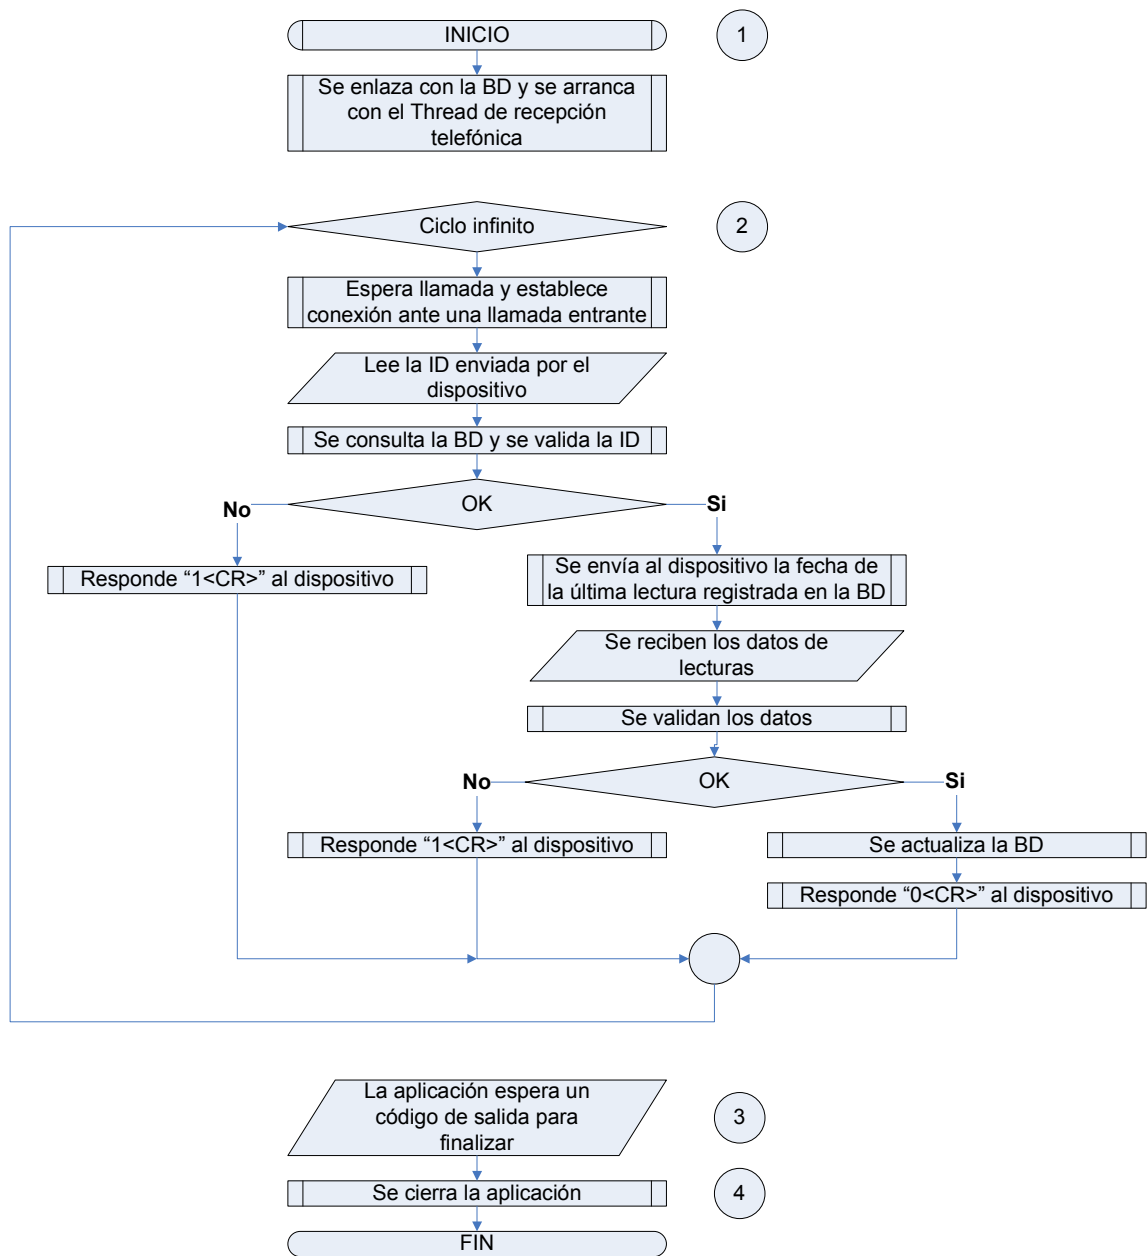 INICIO
1
Se enlaza con la BD y se arranca
con el Thread de recepción
telefónica
Ciclo infinito
2
Espera llamada y establece
conexión ante una llamada entrante
Lee la ID enviada por el
dispositivo
Se consulta la BD y se valida la ID
OK
No
Si
Responde “1<CR>” al dispositivo
Se envía al dispositivo la fecha de
la última lectura registrada en la BD
Se reciben los datos de
lecturas
Se validan los datos
OK
No
Si
Responde “1<CR>” al dispositivo
Se actualiza la BD
Responde “0<CR>” al dispositivo
La aplicación espera un
código de salida para
finalizar
3
Se cierra la aplicación
4
FIN